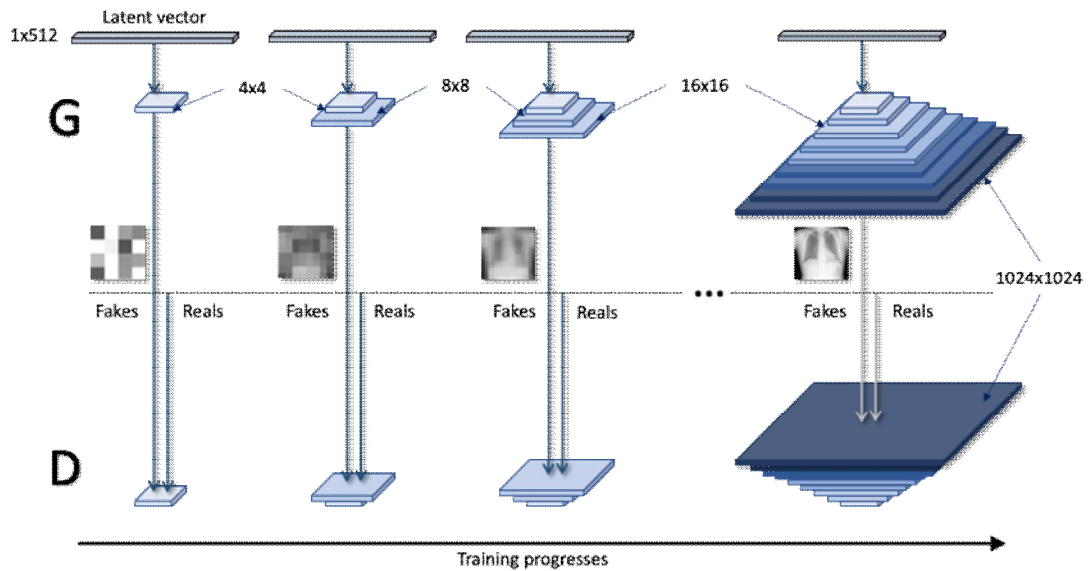 Latent vector
1x512
4x4
8x8
16x16
G
1024x1024
...
Fakes Reals
Fakes Reals
Fakes Reals
Fakes Reals
D
Training progresses